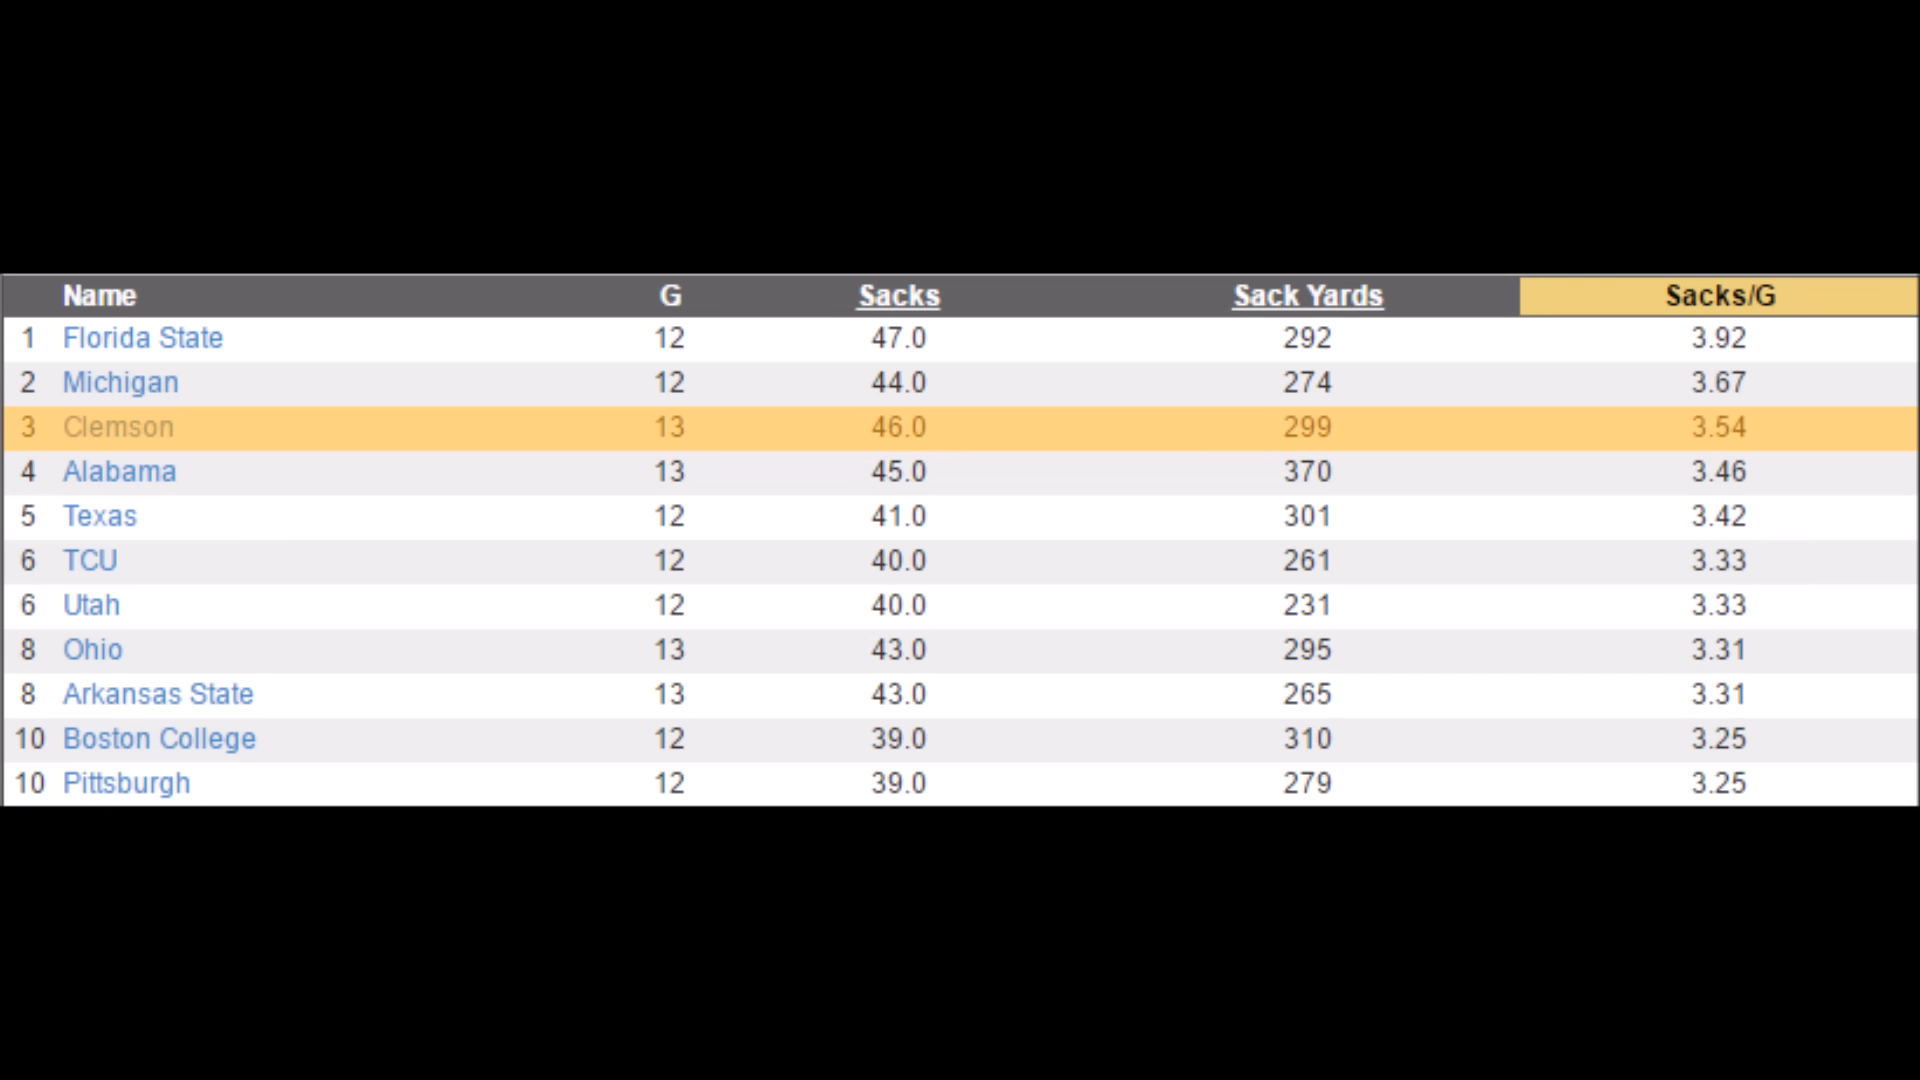 Name G Sacks Sack Yards Sacks/G
1 Florida State 12 47.0 292 3.92
2 Michigan 12 44.0 274 3.67
3 Clemson 13 46.0 299 3.54
4 Alabama 13 45.0 370 3.46
5 Texas 12 41.0 301 3.42
6 TCU 12 40.0 261 3.33
6 Utah 12 40.0 231 3.33
8 Ohio 13 43.0 295 3.31
8 Arkansas State 13 43.0 265 3.31
10 Boston College 12 39.0 310 3.25
10 Pittsburgh 12 39.0 279 3.25